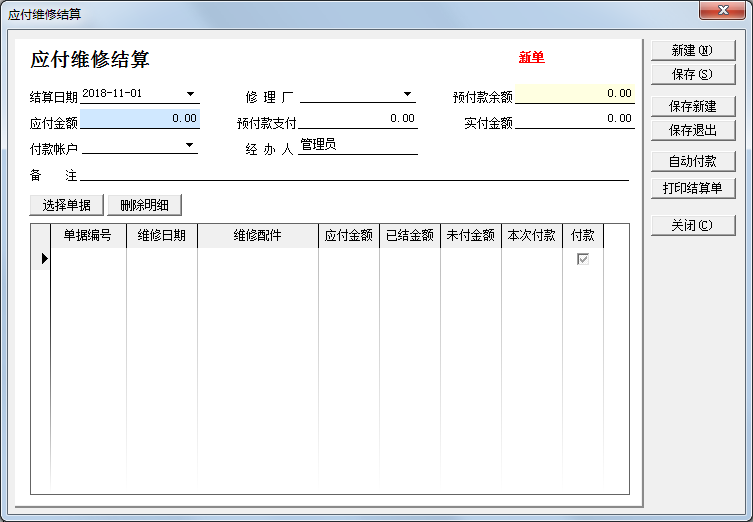 应付维修结算
应付维修结算 新单
结算日期 2018-11-01 修 理 厂 预付款余额 0.00
应付金额 0.00 预付款支付 0.00 实付金额 0.00
付款帐户 经 办 人 管理员
备 注
选择单据 删除明细
单据编号 维修日期 维修配件 应付金额 已结金额 未付金额 本次付款 付款
新建(N)
保存(S)
保存新建
保存退出
自动付款
打印结算单
关闭(C)